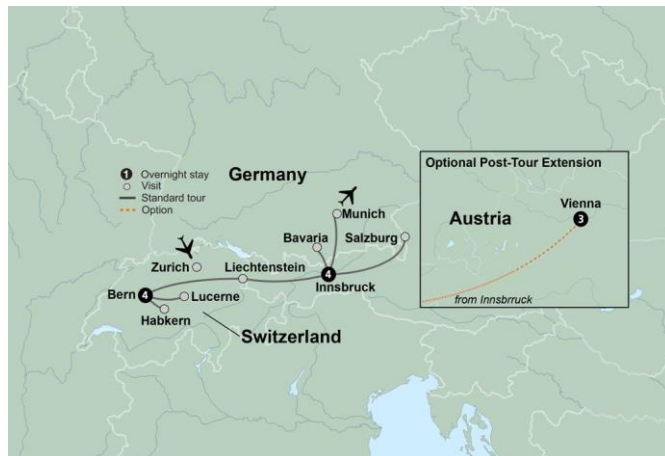 1 Overnight stay
Visit
Standard tour
Option
Germany
Munich
Bavaria
Salzburg
Zurich
Liechtenstein
Innsbruck
4
Bern
4
Lucerne
Habkern
Switzerland
Optional Post-Tour Extension
Vienna
3
Austria
from Innsbrruck